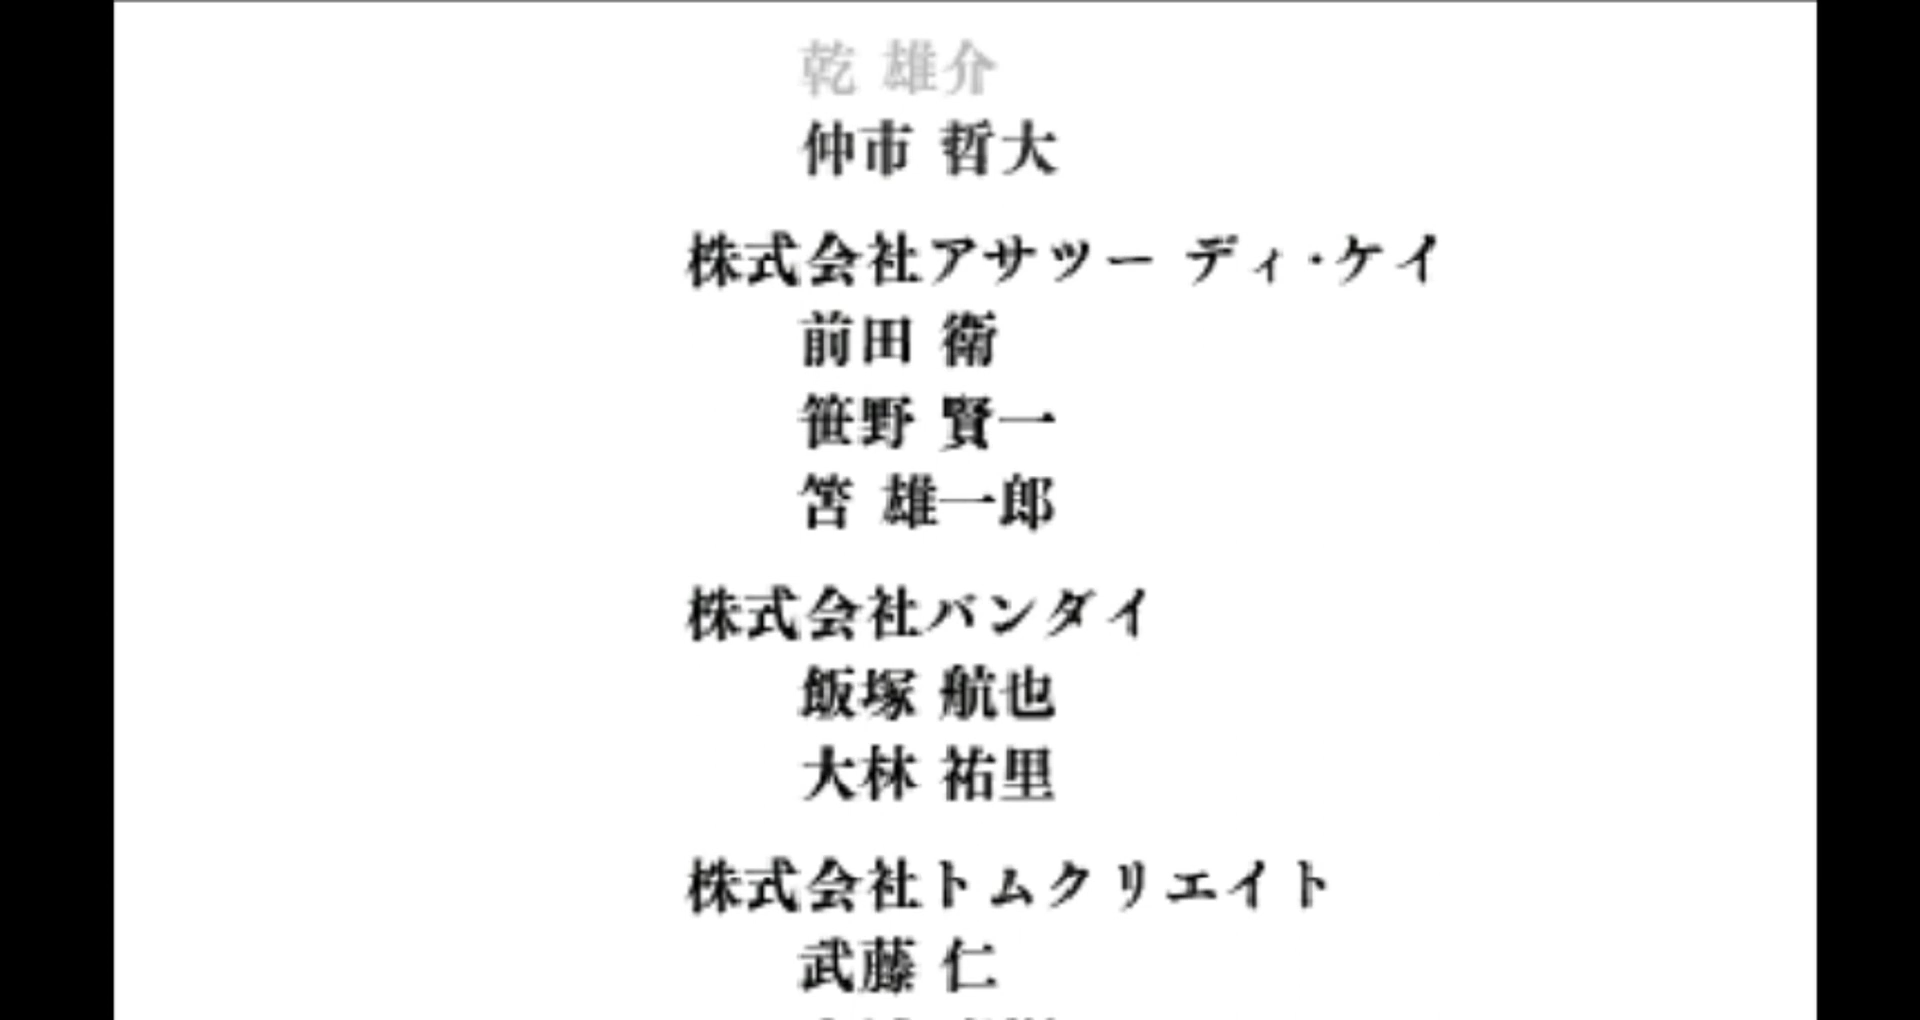 乾 雄介
仲市 哲大
株式会社アサツー ディ・ケイ
前田 衛
笹野 賢一
筈 雄一郎
株式会社バンダイ
飯塚 航也
大林 祐里
株式会社トムクリエイト
武藤 仁